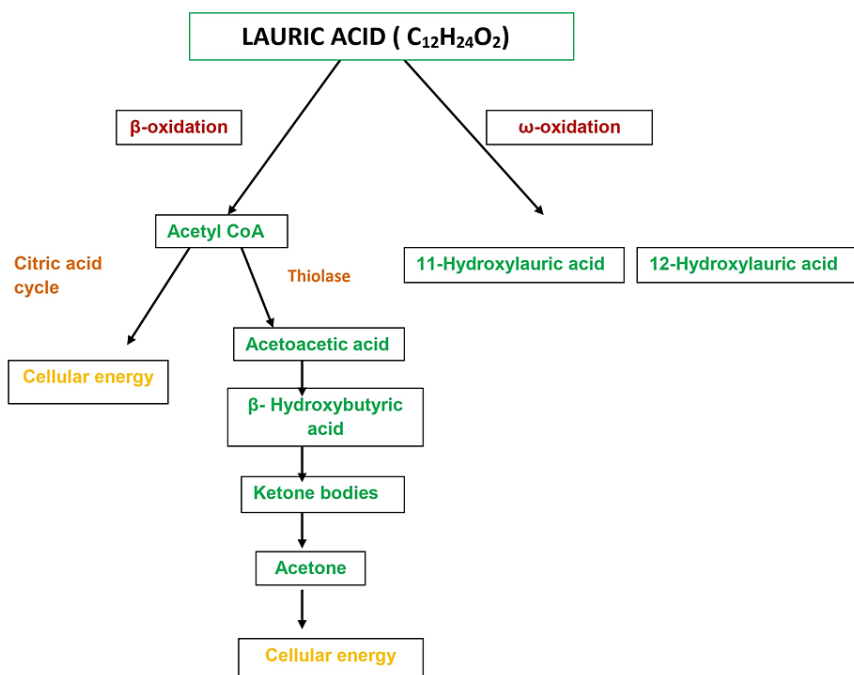 LAURIC ACID ( C₁₂H₂₄O₂)
β-oxidation
ω-oxidation
Acetyl CoA
Citric acid
cycle
Thiolase
11-Hydroxylauric acid
12-Hydroxylauric acid
Acetoacetic acid
Cellular energy
β- Hydroxybutyric
acid
Ketone bodies
Acetone
Cellular energy